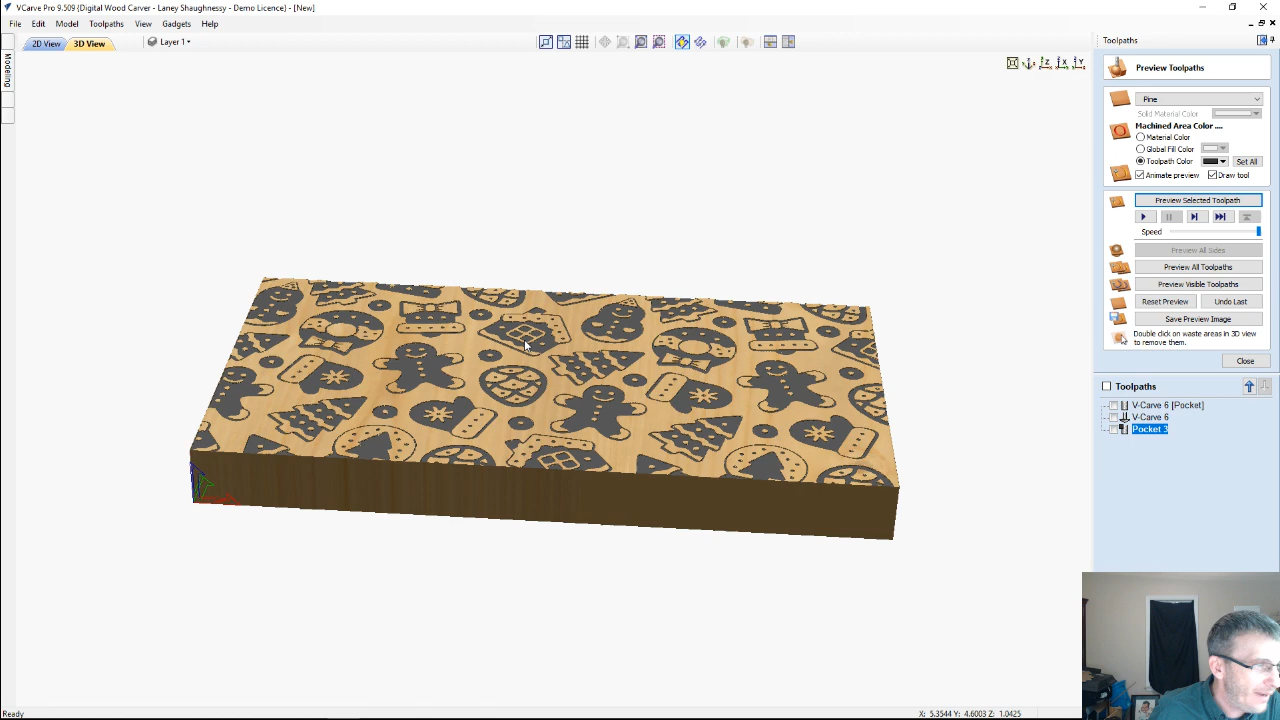 VCarve Pro 9.509 {Digital Wood Carver - Laney Shaughnessy - Demo Licence} - [New]
File Edit Model Toolpaths View Gadgets Help
2D View 3D View Layer 1
Modeling
Z X Y
Toolpaths
Preview Toolpaths
Pine
Solid Material Color
Machined Area Color ....
Material Color
Global Fill Color
Toolpath Color Set All
Animate preview Draw tool
Preview Selected Toolpath
Speed
Preview All Sides
Preview All Toolpaths
Preview Visible Toolpaths
Reset Preview Undo Last
Save Preview Image
Double click on waste areas in 3D view
to remove them.
Close
Toolpaths
V-Carve 6 [Pocket]
V-Carve 6
Pocket 3
Ready X: 5.3544 Y: 4.6003 Z: 1.0425